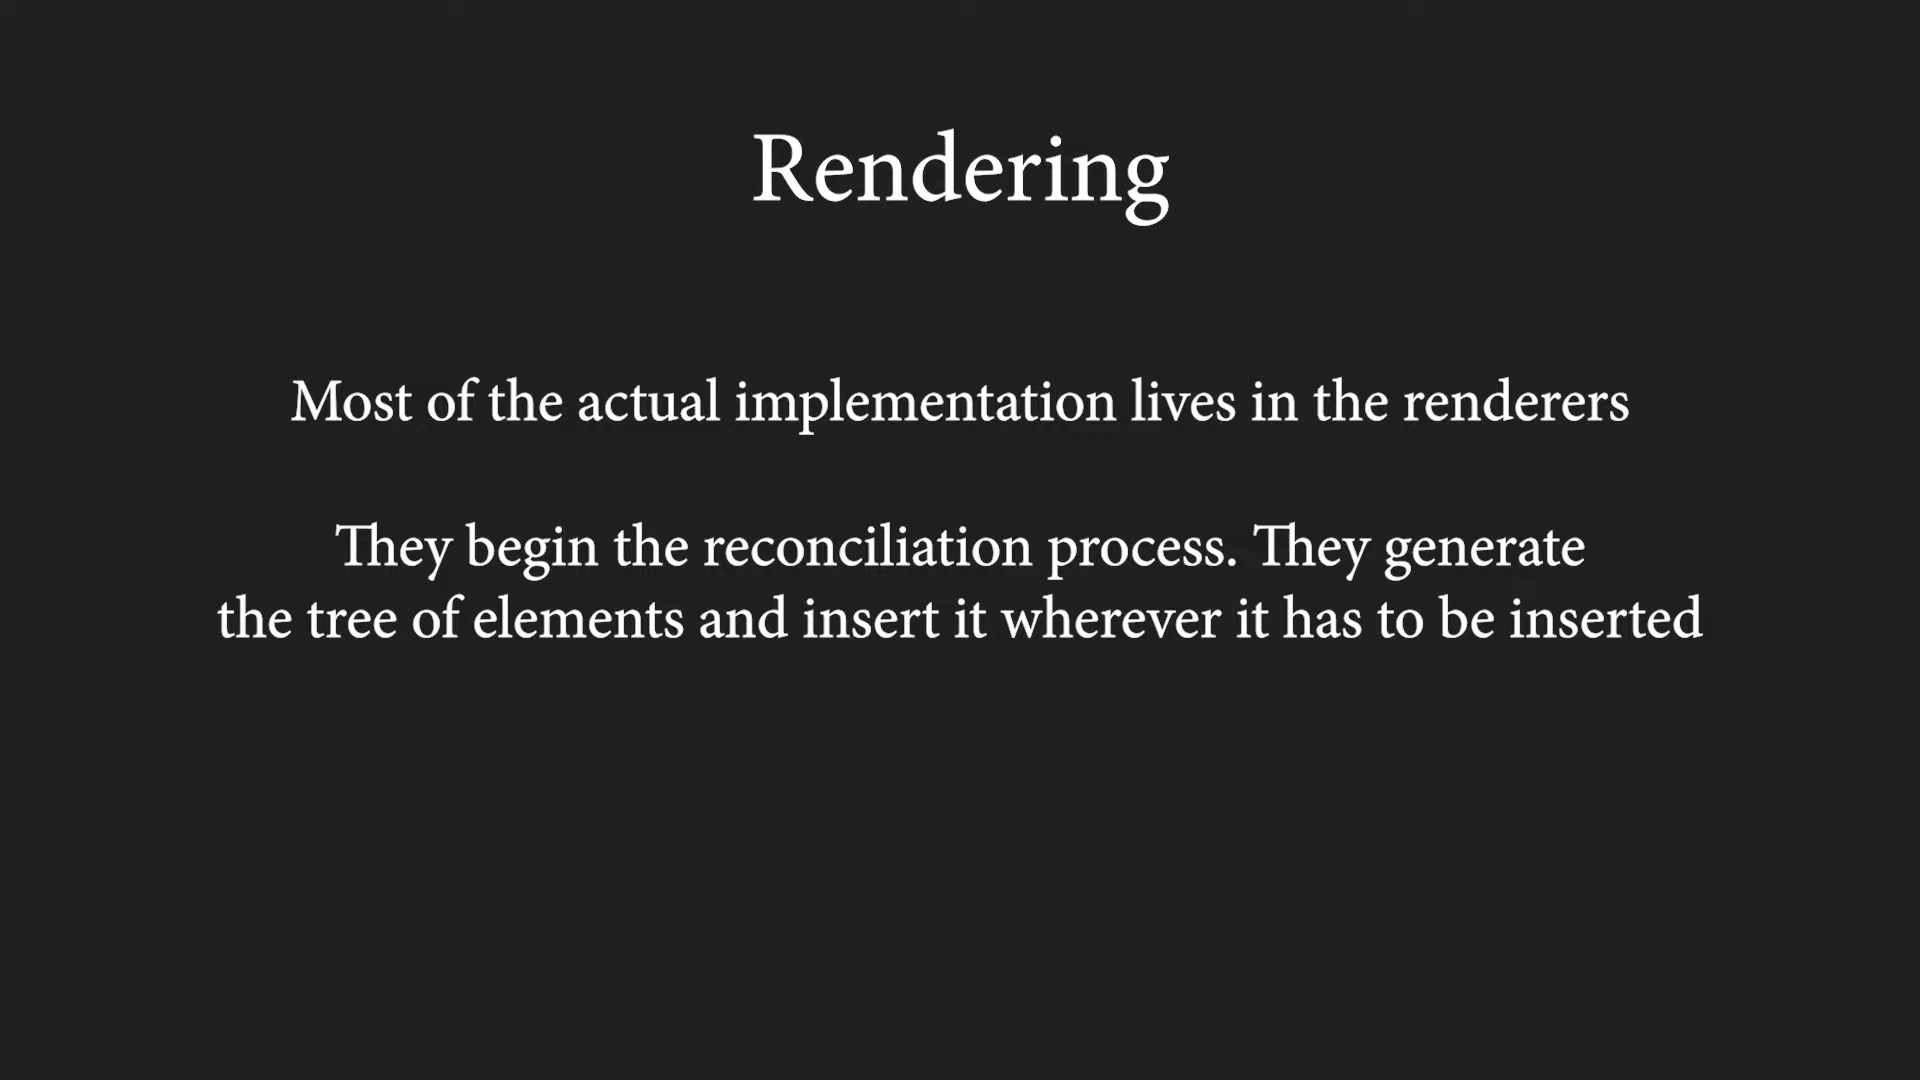 Rendering
Most of the actual implementation lives in the renderers
They begin the reconciliation process. They generate
the tree of elements and insert it wherever it has to be inserted